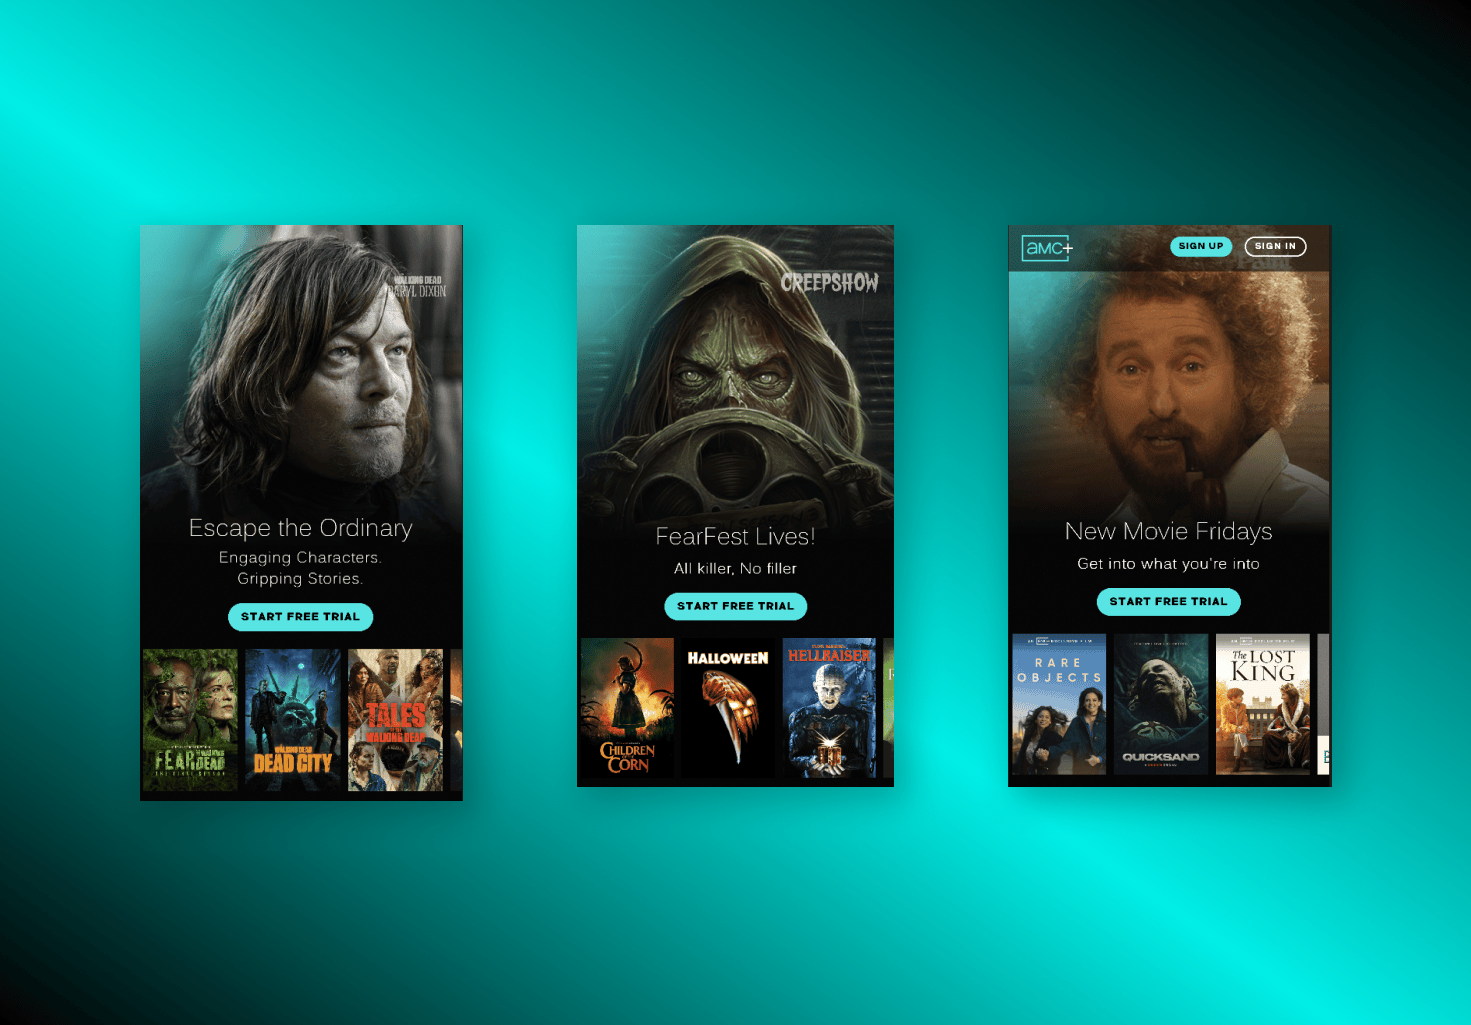 THE WALKING DEAD
DARYL DIXON
Escape the Ordinary
Engaging Characters.
Gripping Stories.
START FREE TRIAL
FEAR THE WALKING DEAD
THE WALKING DEAD
DEAD CITY
TALES
OF THE
WALKING DEAD
CREEPSHOW
FearFest Lives!
All killer, No filler
START FREE TRIAL
CHILDREN
OF THE
CORN
HALLOWEEN
HELLRAISER
aMC+
SIGN UP
SIGN IN
New Movie Fridays
Get into what you're into
START FREE TRIAL
RARE
OBJECTS
QUICKSAND
The LOST
KING